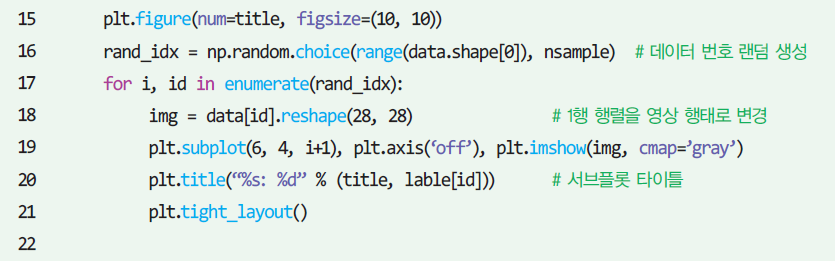 15 plt.figure(num=title, figsize=(10, 10))
16 rand_idx = np.random.choice(range(data.shape[0]), nsample) # 데이터 번호 랜덤 생성
17 for i, id in enumerate(rand_idx):
18 img = data[id].reshape(28, 28) # 1행 행렬을 영상 행태로 변경
19 plt.subplot(6, 4, i+1), plt.axis(‘off’), plt.imshow(img, cmap=’gray’)
20 plt.title(“%s: %d” % (title, lable[id])) # 서브플롯 타이틀
21 plt.tight_layout()
22